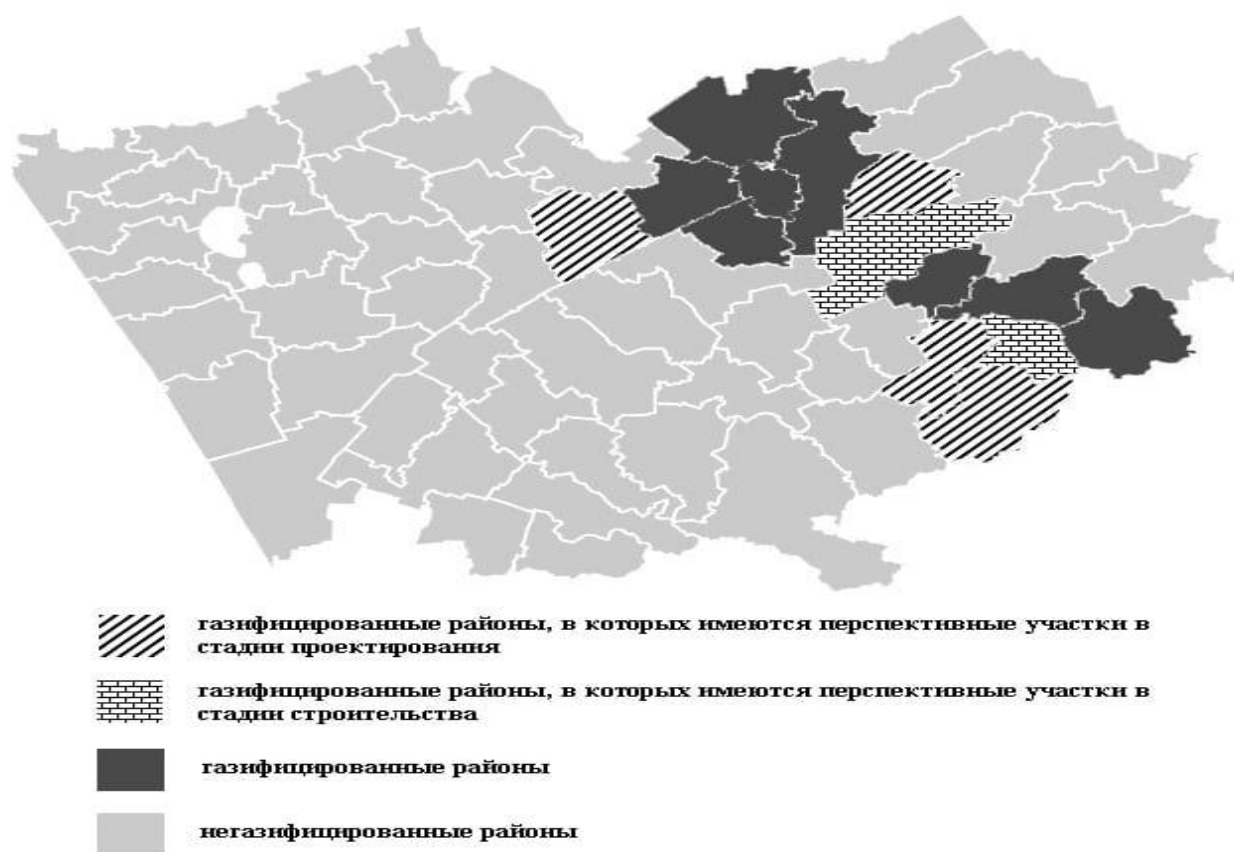 газифицированные районы, в которых имеются перспективные участки в
стадии проектирования
газифицированные районы, в которых имеются перспективные участки в
стадии строительства
газифицированные районы
негазифицированные районы